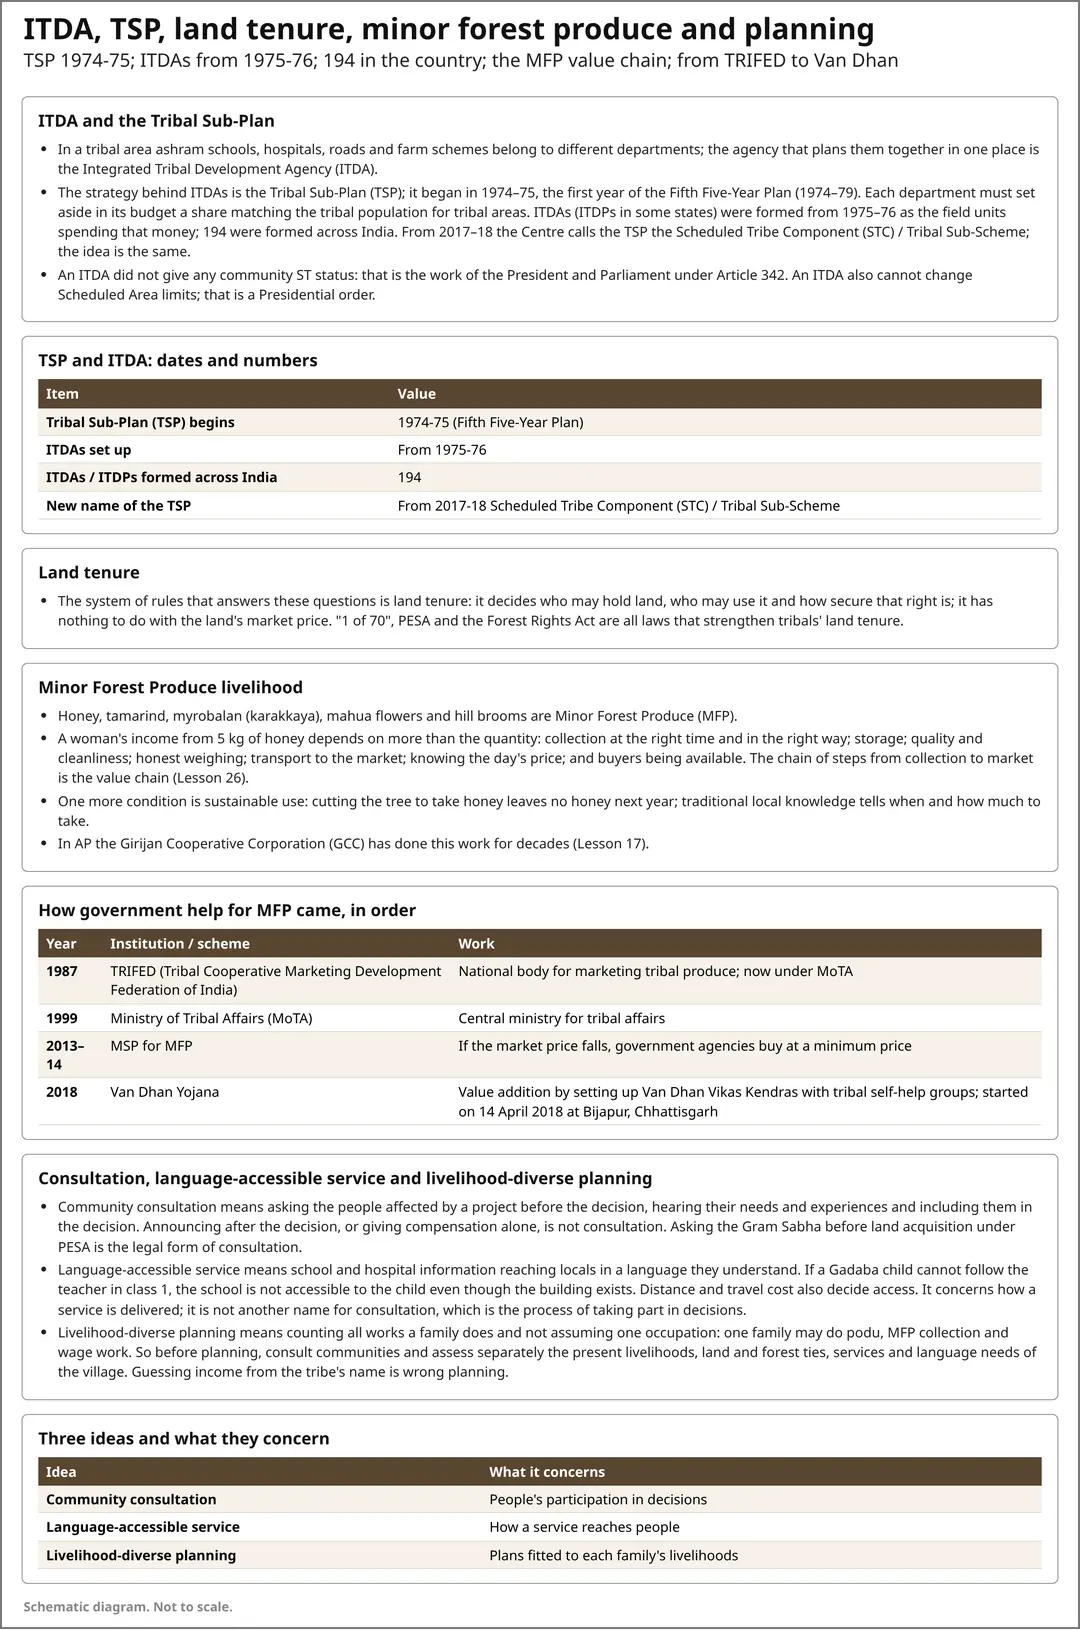 ITDA, TSP, land tenure, minor forest produce and planning
TSP 1974-75; ITDAs from 1975-76; 194 in the country; the MFP value chain; from TRIFED to Van Dhan
ITDA and the Tribal Sub-Plan
• In a tribal area ashram schools, hospitals, roads and farm schemes belong to different departments; the agency that plans them together in one place is
the Integrated Tribal Development Agency (ITDA).
• The strategy behind ITDAs is the Tribal Sub-Plan (TSP); it began in 1974–75, the first year of the Fifth Five-Year Plan (1974–79). Each department must set
aside in its budget a share matching the tribal population for tribal areas. ITDAs (ITDPs in some states) were formed from 1975–76 as the field units
spending that money; 194 were formed across India. From 2017–18 the Centre calls the TSP the Scheduled Tribe Component (STC) / Tribal Sub-Scheme;
the idea is the same.
• An ITDA did not give any community ST status: that is the work of the President and Parliament under Article 342. An ITDA also cannot change
Scheduled Area limits; that is a Presidential order.
TSP and ITDA: dates and numbers
Item Value
Tribal Sub-Plan (TSP) begins 1974-75 (Fifth Five-Year Plan)
ITDAs set up From 1975-76
ITDAs / ITDPs formed across India 194
New name of the TSP From 2017-18 Scheduled Tribe Component (STC) / Tribal Sub-Scheme
Land tenure
• The system of rules that answers these questions is land tenure: it decides who may hold land, who may use it and how secure that right is; it has
nothing to do with the land's market price. "1 of 70", PESA and the Forest Rights Act are all laws that strengthen tribals' land tenure.
Minor Forest Produce livelihood
• Honey, tamarind, myrobalan (karakkaya), mahua flowers and hill brooms are Minor Forest Produce (MFP).
• A woman's income from 5 kg of honey depends on more than the quantity: collection at the right time and in the right way; storage; quality and
cleanliness; honest weighing; transport to the market; knowing the day's price; and buyers being available. The chain of steps from collection to market
is the value chain (Lesson 26).
• One more condition is sustainable use: cutting the tree to take honey leaves no honey next year; traditional local knowledge tells when and how much to
take.
• In AP the Girijan Cooperative Corporation (GCC) has done this work for decades (Lesson 17).
How government help for MFP came, in order
Year Institution / scheme Work
1987 TRIFED (Tribal Cooperative Marketing Development National body for marketing tribal produce; now under MoTA
Federation of India)
1999 Ministry of Tribal Affairs (MoTA) Central ministry for tribal affairs
2013– MSP for MFP If the market price falls, government agencies buy at a minimum price
14
2018 Van Dhan Yojana Value addition by setting up Van Dhan Vikas Kendras with tribal self-help groups; started
on 14 April 2018 at Bijapur, Chhattisgarh
Consultation, language-accessible service and livelihood-diverse planning
• Community consultation means asking the people affected by a project before the decision, hearing their needs and experiences and including them in
the decision. Announcing after the decision, or giving compensation alone, is not consultation. Asking the Gram Sabha before land acquisition under
PESA is the legal form of consultation.
• Language-accessible service means school and hospital information reaching locals in a language they understand. If a Gadaba child cannot follow the
teacher in class 1, the school is not accessible to the child even though the building exists. Distance and travel cost also decide access. It concerns how a
service is delivered; it is not another name for consultation, which is the process of taking part in decisions.
• Livelihood-diverse planning means counting all works a family does and not assuming one occupation: one family may do podu, MFP collection and
wage work. So before planning, consult communities and assess separately the present livelihoods, land and forest ties, services and language needs of
the village. Guessing income from the tribe's name is wrong planning.
Three ideas and what they concern
Idea What it concerns
Community consultation People's participation in decisions
Language-accessible service How a service reaches people
Livelihood-diverse planning Plans fitted to each family's livelihoods
Schematic diagram. Not to scale.